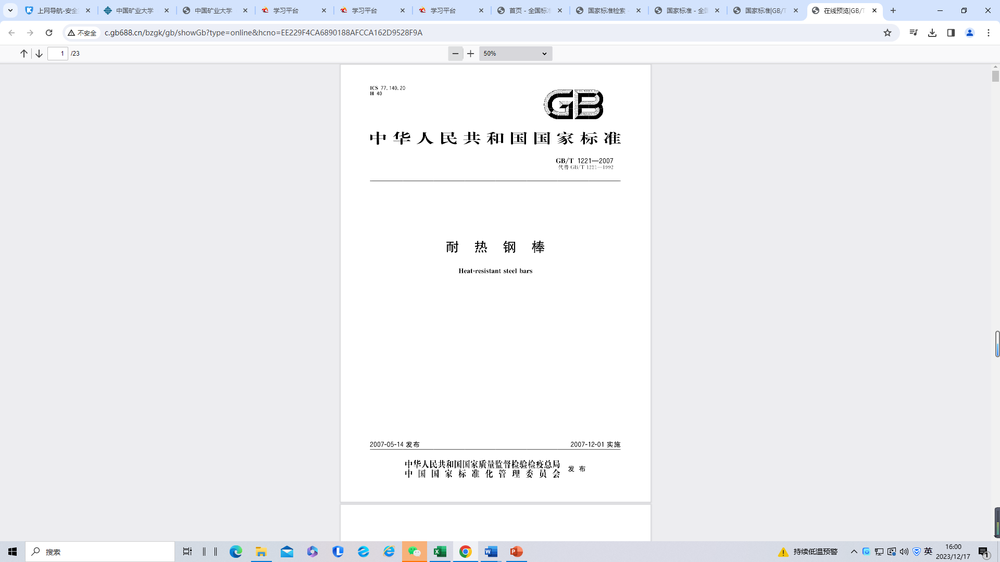 上网导航-安全
中国矿业大学
中国矿业大学
学习平台
学习平台
学习平台
首页 - 全国标
国家标准检索 -
国家标准 - 全国
国家标准|GB/T
在线预览|GB/T
不安全
c.gb688.cn/bzgk/gb/showGb?type=online&hcno=EE229F4CA6890188AFCCA162D9528F9A
1 /23
50%
ICS 77.140.20
H 40
GB
中华人民共和国国家标准
GB/T 1221—2007
代替 GB/T 1221—1992
耐热钢棒
Heat-resistant steel bars
2007-05-14 发布
2007-12-01 实施
中华人民共和国国家质量监督检验检疫总局
中国国家标准化管理委员会
发布
搜索
持续低温预警
英
16:00
2023/12/17
1